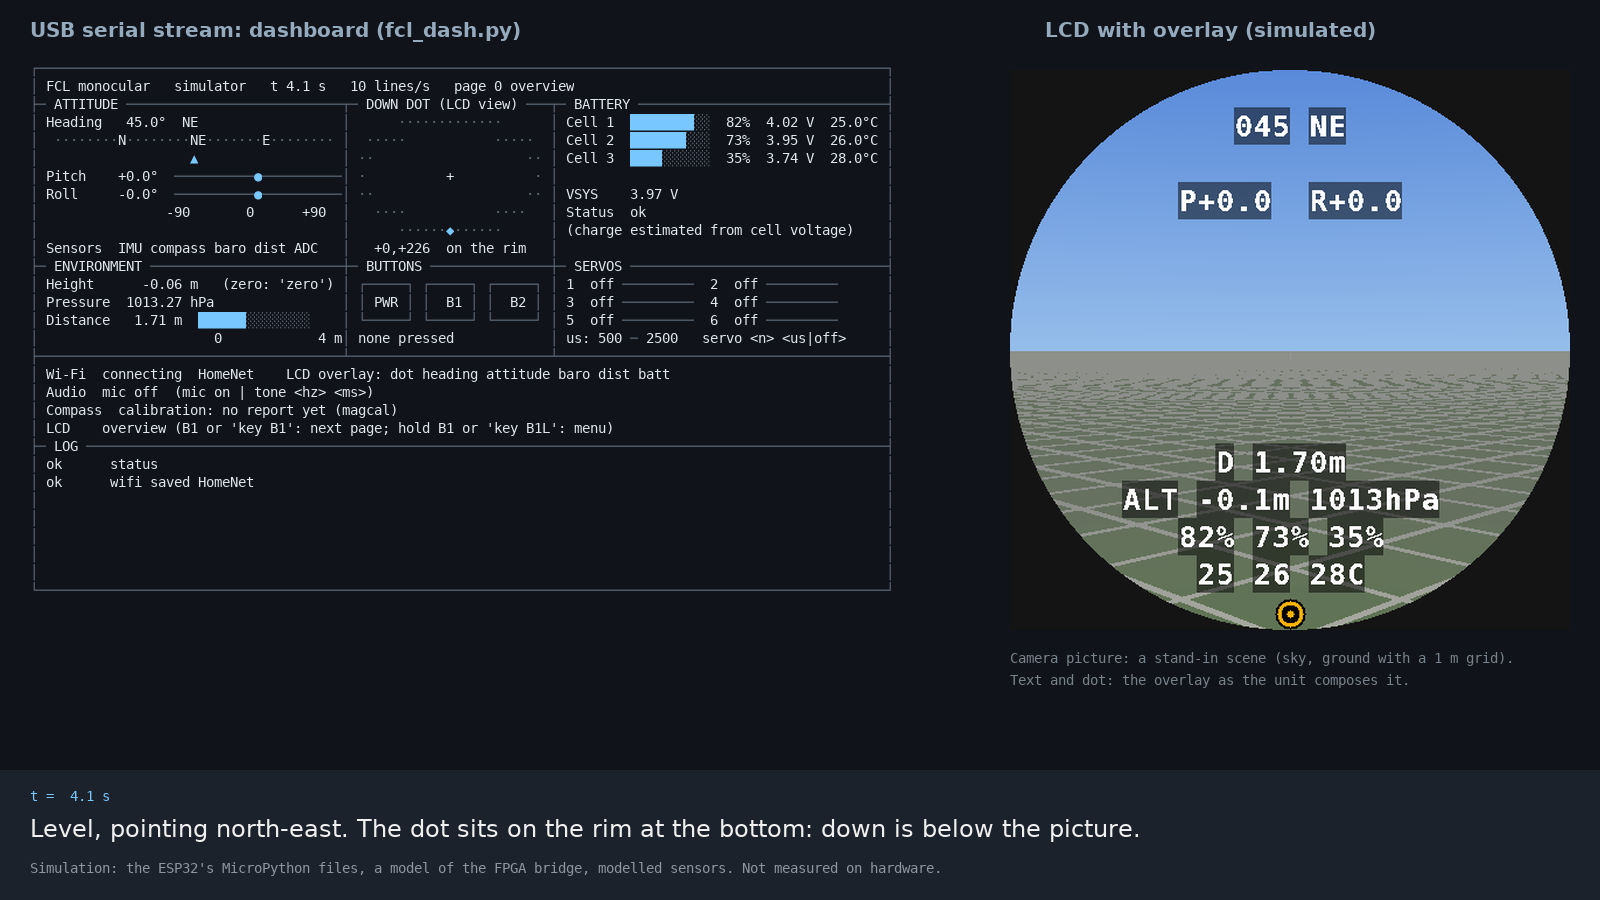 USB serial stream: dashboard (fcl_dash.py)
FCL monocular simulator t 4.1 s 10 lines/s page 0 overview
ATTITUDE
Heading 45.0° NE
N NE E
Pitch +0.0°
Roll -0.0°
-90 0 +90
Sensors IMU compass baro dist ADC
DOWN DOT (LCD view)
+
+0,+226 on the rim
BATTERY
Cell 1 82% 4.02 V 25.0°C
Cell 2 73% 3.95 V 26.0°C
Cell 3 35% 3.74 V 28.0°C
VSYS 3.97 V
Status ok
(charge estimated from cell voltage)
ENVIRONMENT
Height -0.06 m (zero: 'zero')
Pressure 1013.27 hPa
Distance 1.71 m
0 4 m
BUTTONS
PWR B1 B2
none pressed
SERVOS
1 off 2 off
3 off 4 off
5 off 6 off
us: 500 — 2500 servo <n> <us|off>
Wi-Fi connecting HomeNet LCD overlay: dot heading attitude baro dist batt
Audio mic off (mic on | tone <hz> <ms>)
Compass calibration: no report yet (magcal)
LCD overview (B1 or 'key B1': next page; hold B1 or 'key B1L': menu)
LOG
ok status
ok wifi saved HomeNet
LCD with overlay (simulated)
045 NE
P+0.0 R+0.0
D 1.70m
ALT -0.1m 1013hPa
82% 73% 35%
25 26 28C
Camera picture: a stand-in scene (sky, ground with a 1 m grid).
Text and dot: the overlay as the unit composes it.
t = 4.1 s
Level, pointing north-east. The dot sits on the rim at the bottom: down is below the picture.
Simulation: the ESP32's MicroPython files, a model of the FPGA bridge, modelled sensors. Not measured on hardware.